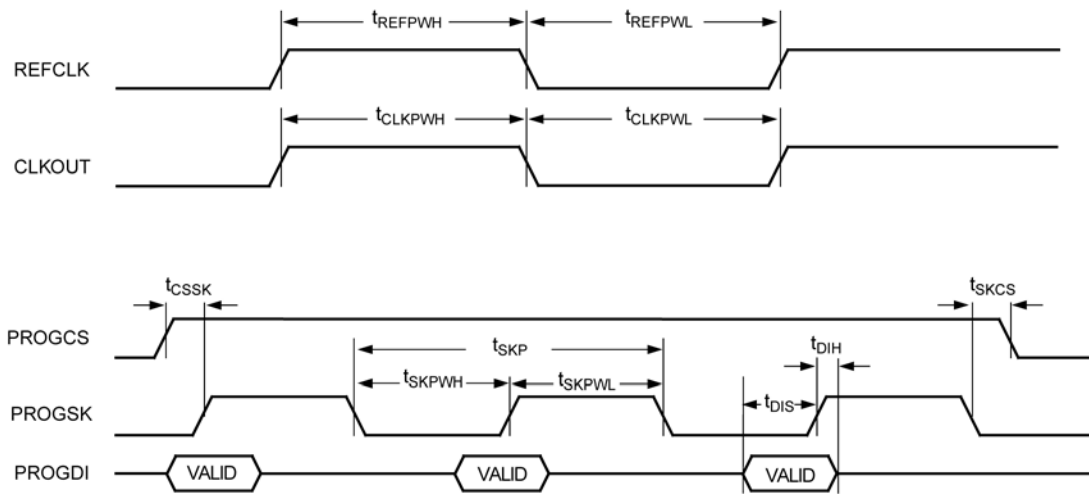 tREFPWH tREFPWL
REFCLK
tCLKPWH tCLKPWL
CLKOUT
tCSSK tSKCS
PROGCS
tSKP tDIH
tSKPWH tSKPWL
PROGSK tDIS
PROGDI VALID VALID VALID